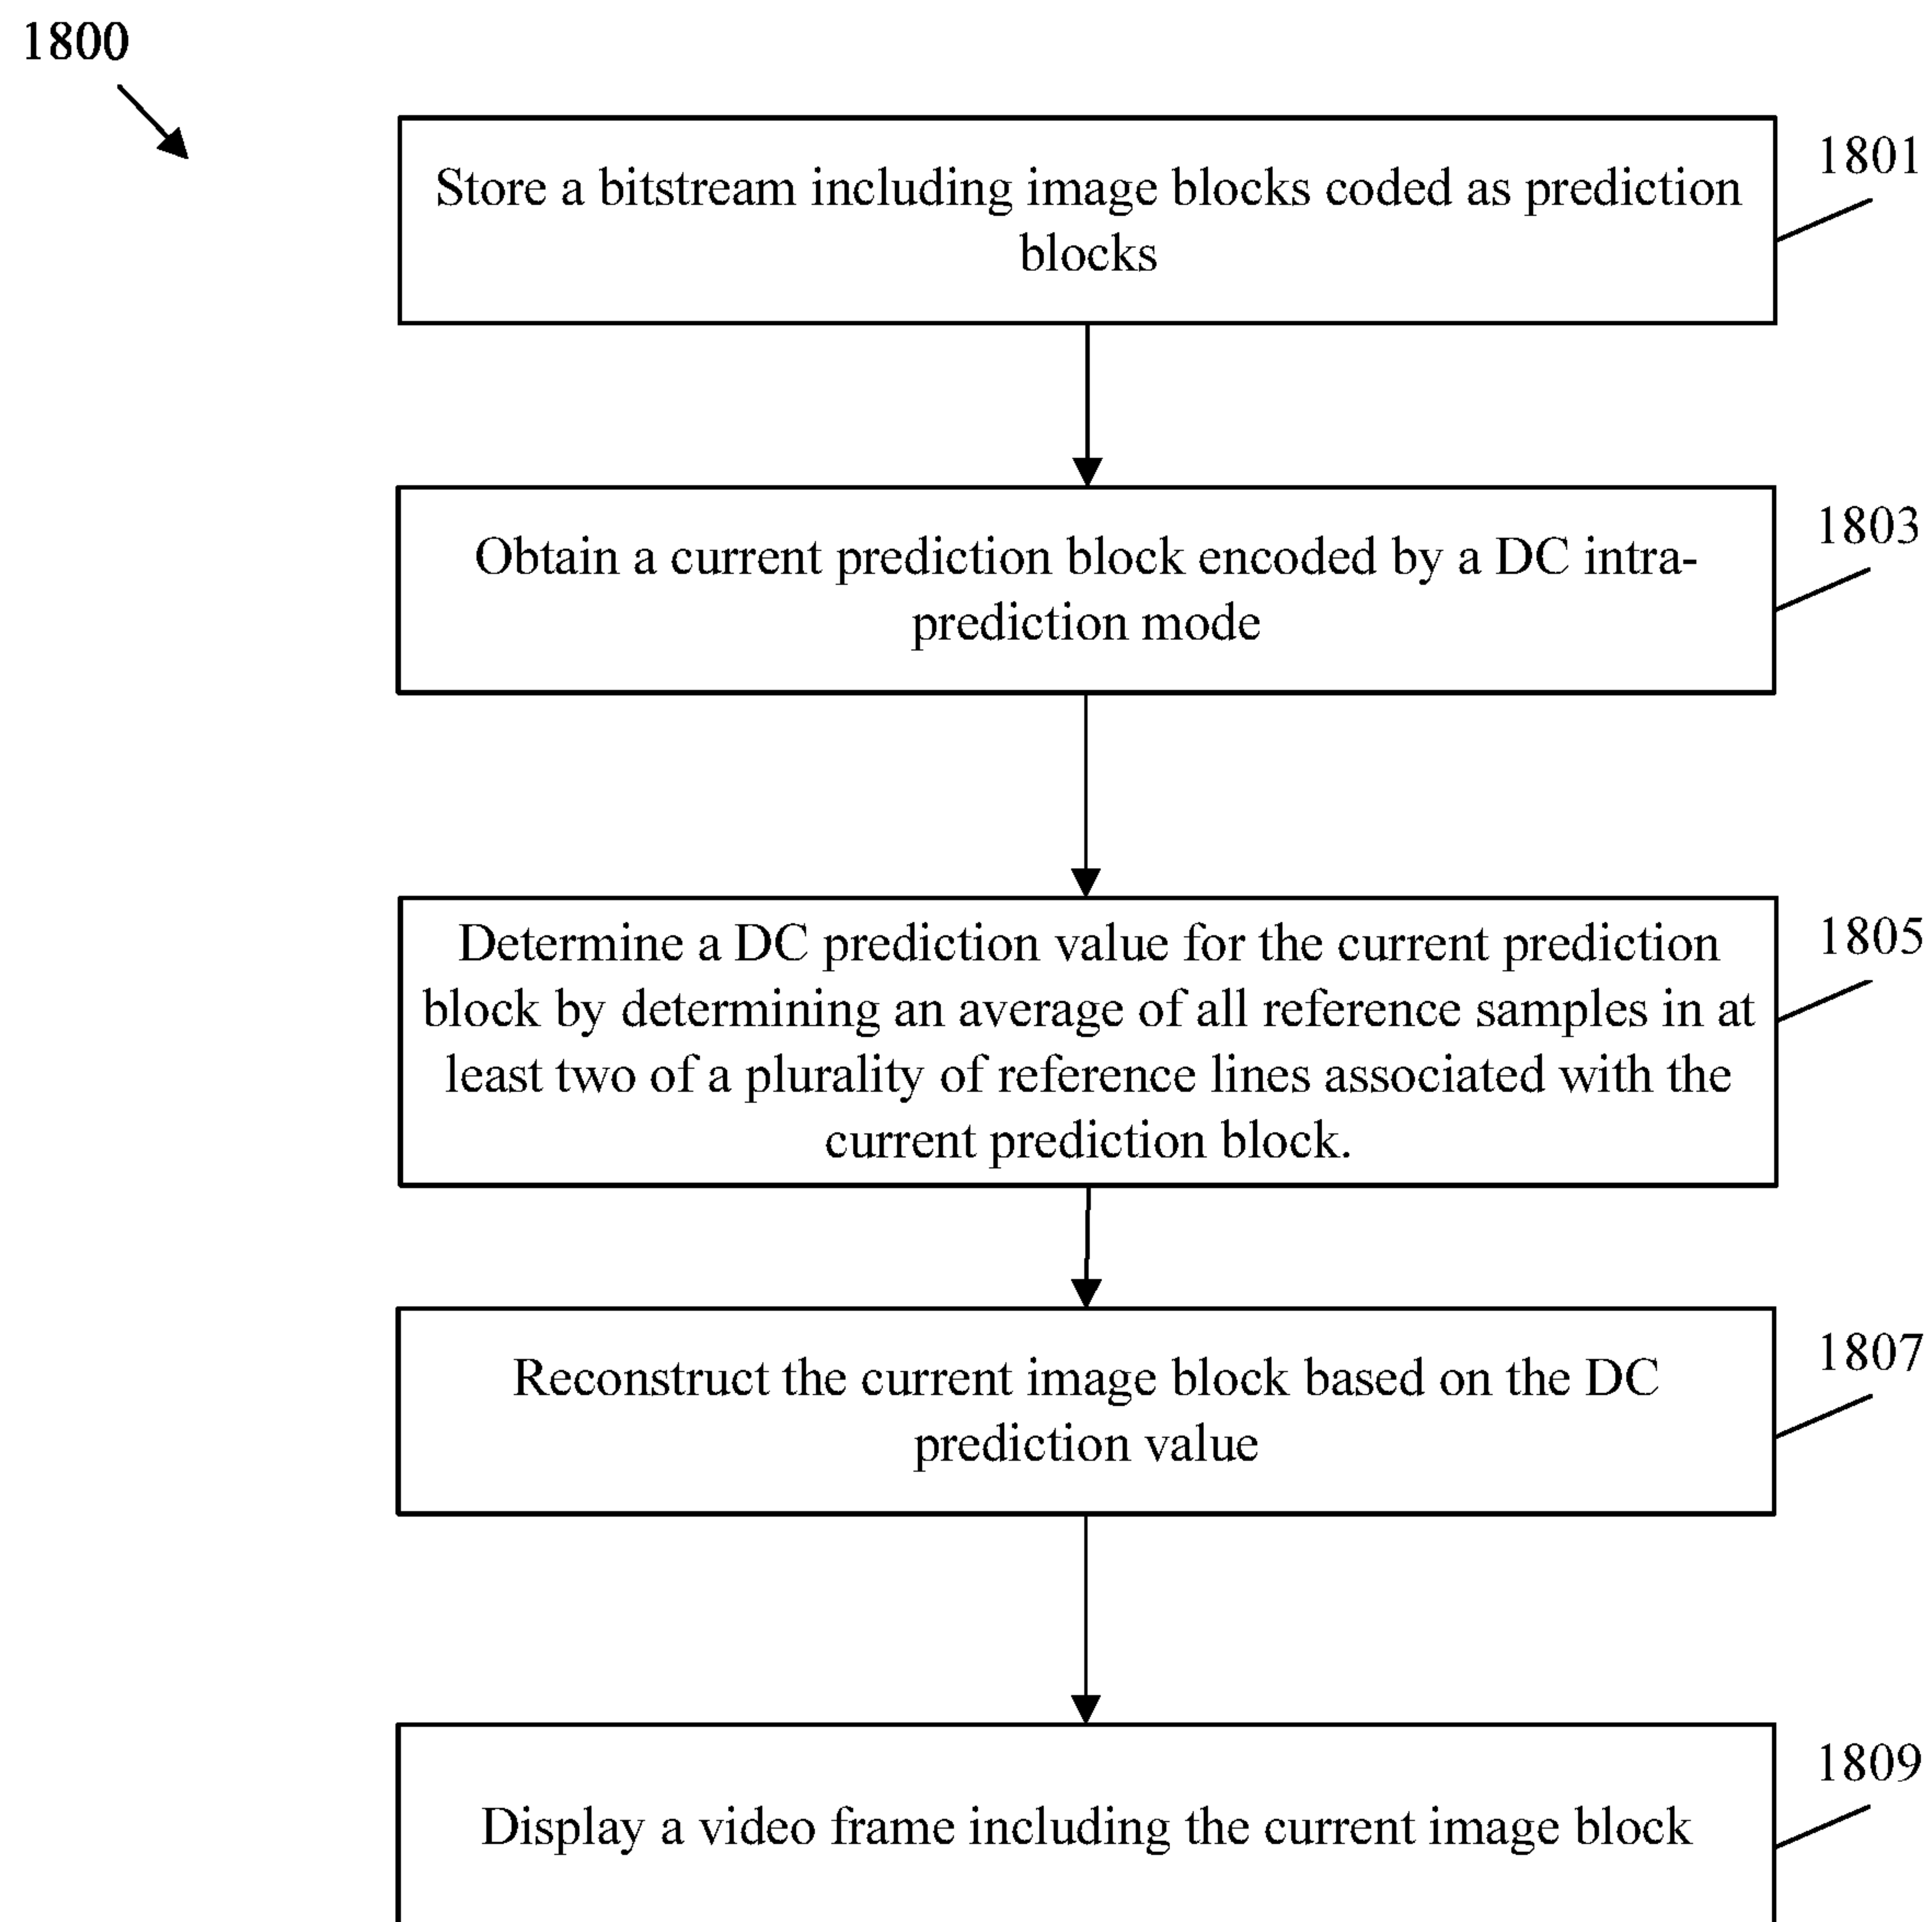 1800
Store a bitstream including image blocks coded as prediction
blocks
1801
Obtain a current prediction block encoded by a DC intra-
prediction mode
1803
Determine a DC prediction value for the current prediction
block by determining an average of all reference samples in at
least two of a plurality of reference lines associated with the
current prediction block.
1805
Reconstruct the current image block based on the DC
prediction value
1807
Display a video frame including the current image block
1809